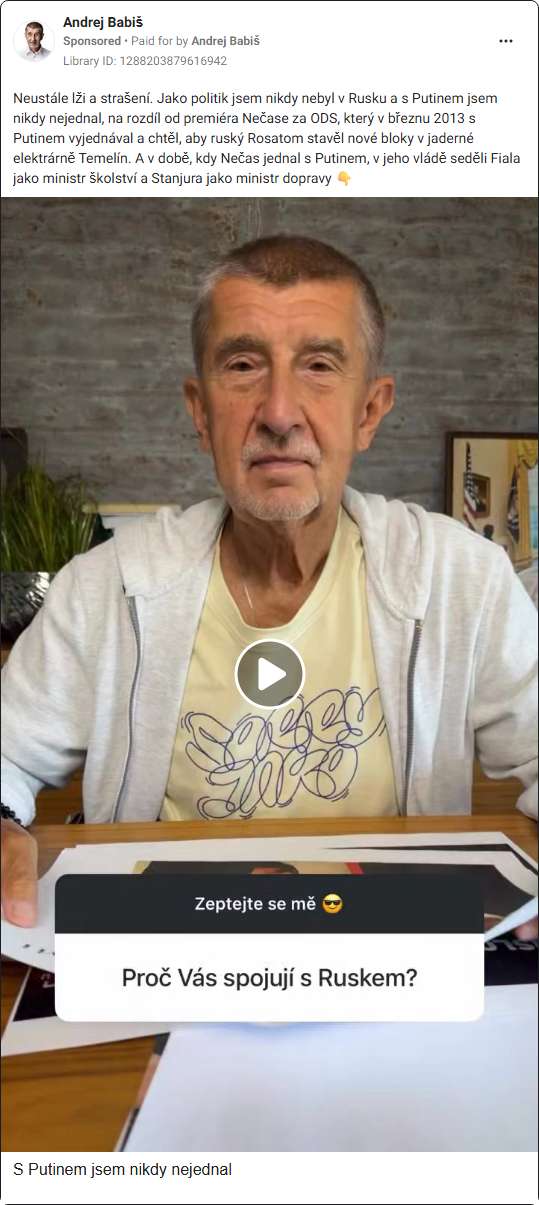 Andrej Babiš
Sponsored • Paid for by Andrej Babiš
Library ID: 1288203879616942
Neustále lži a strašení. Jako politik jsem nikdy nebyl v Rusku a s Putinem jsem
nikdy nejednal, na rozdíl od premiéra Nečase za ODS, který v březnu 2013 s
Putinem vyjednával a chtěl, aby ruský Rosatom stavěl nové bloky v jaderné
elektrárně Temelín. A v době, kdy Nečas jednal s Putinem, v jeho vládě seděli Fiala
jako ministr školství a Stanjura jako ministr dopravy 👇
Zeptejte se mě 😎
Proč Vás spojují s Ruskem?
S Putinem jsem nikdy nejednal